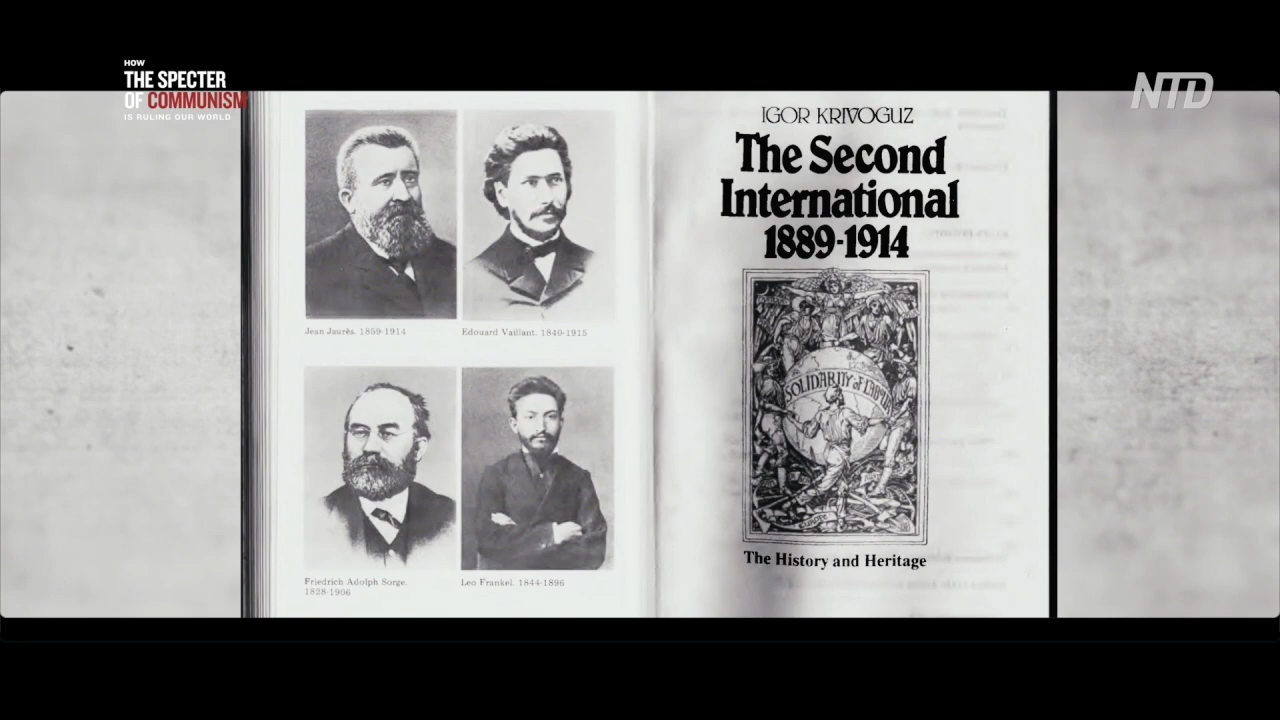 HOW
THE SPECTER
OF COMMUNISM
IS RULING OUR WORLD
NTD
Jean Jaurès. 1859-1914
Edouard Vaillant. 1840-1915
Friedrich Adolph Sorge.
1828-1906
Leo Frankel. 1844-1896
IGOR KRIVOGUZ
The Second
International
1889-1914
SOLIDARITY of LABOUR
EUROPE
The History and Heritage